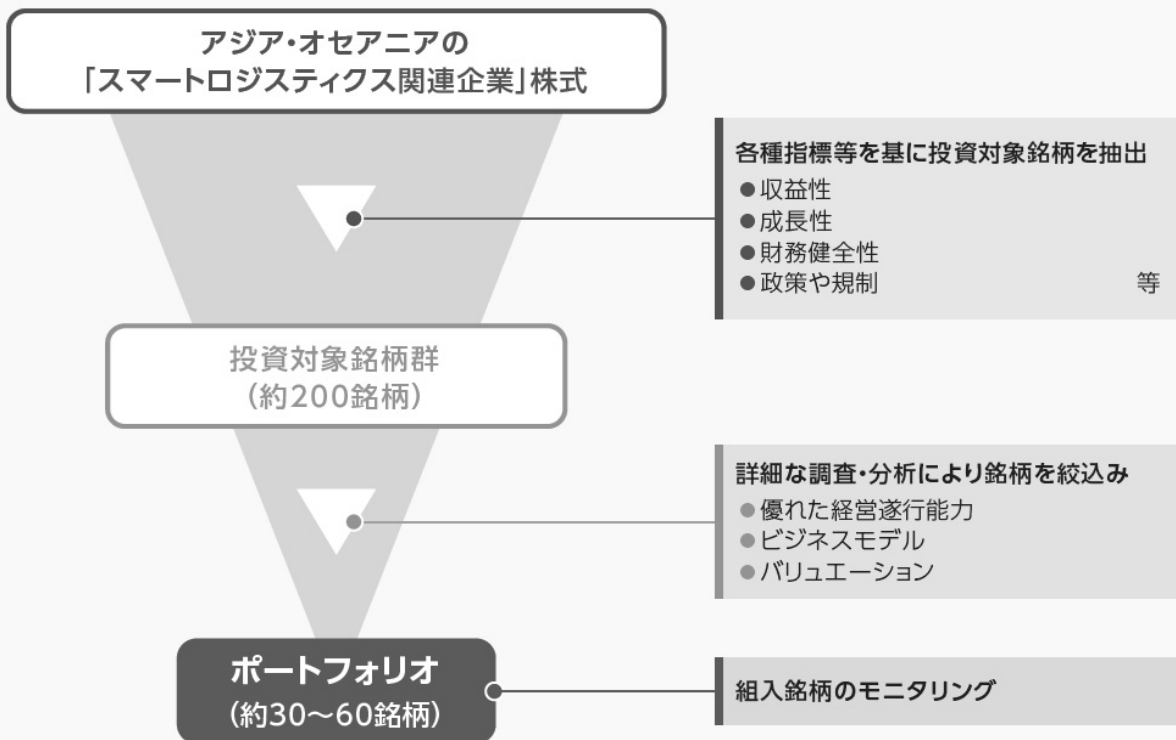 アジア・オセアニアの
「スマートロジスティクス関連企業」株式
各種指標等を基に投資対象銘柄を抽出
●収益性
●成長性
●財務健全性
●政策や規制 等
投資対象銘柄群
(約200銘柄)
詳細な調査・分析により銘柄を絞込み
●優れた経営遂行能力
●ビジネスモデル
●バリュエーション
ポートフォリオ
(約30～60銘柄)
組入銘柄のモニタリング